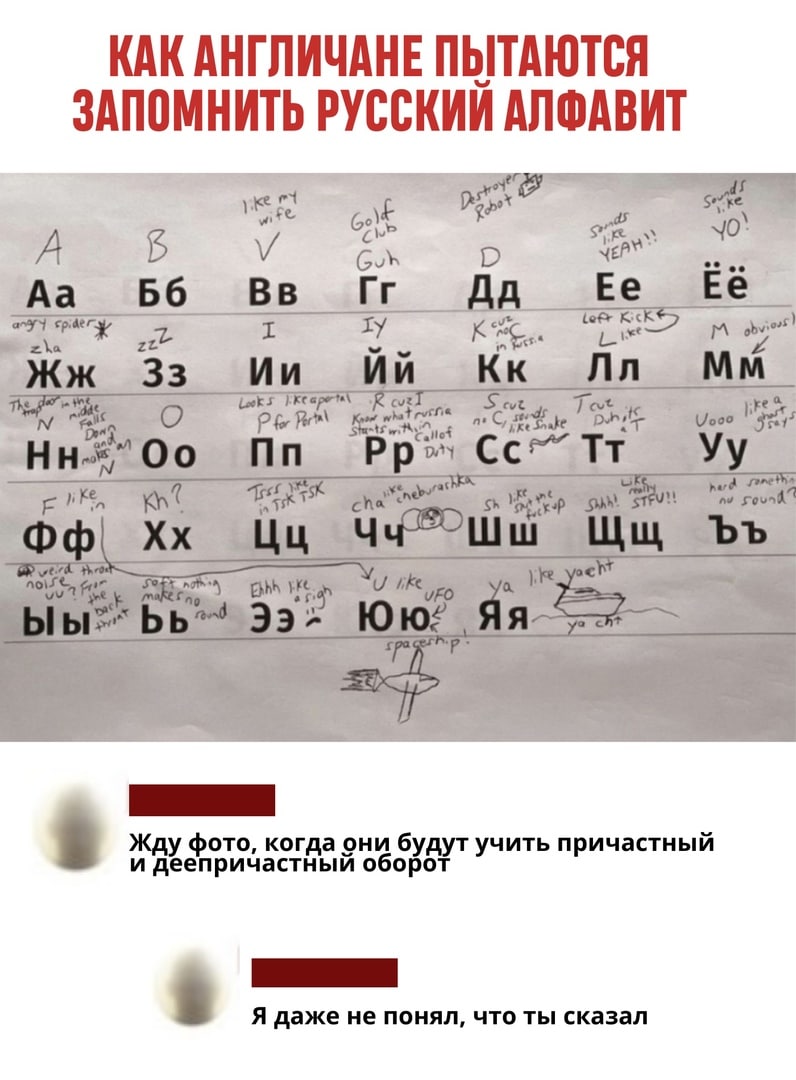 КАК АНГЛИЧАНЕ ПЫТАЮТСЯ
ЗАПОМНИТЬ РУССКИЙ АЛФАВИТ
like my
wife
Golf
Club
Guh
Destroyer
Robot
sounds
like
YEAH!!
Sounds
like
YO!
A B V D
Аа Бб Вв Гг Дд Ее Ёё
angry spider
zha
zzZ
I
IY
K cuz
no C
in Russia
Left Kick
L like
M obvious!
Жж Зз Ии Йй Кк Лл Мм
The door in the
trap middle
N Falls
Down
and
makes an
N
O
Looks like a portal
P for Portal
R cuz I
Know what russia
starts with, in
Call of
Duty
S cuz
no C, sounds
like Snake
T cuz
Duh, it's
a T
Uooo like a
ghost
says
Нн Оо Пп Рр Сс Тт Уу
F like
in
Kh?
Tsss like
in TSK TSK
cha like cheburashka
Sh like
shut the
fuck up
Shhh! Like
really
STFU!!
hard
no sound?
Фф Хх Цц Чч Шш Щщ Ъъ
weird throat
noise
uu? From
the
back
throat
soft nothing
makes no
sound
Ehhh like
a sigh
U like
UFO
ya like yacht
yacht
Ыы Ьь Ээ Юю Яя
spaceship!
Жду фото, когда они будут учить причастный
и деепричастный оборот
Я даже не понял, что ты сказал